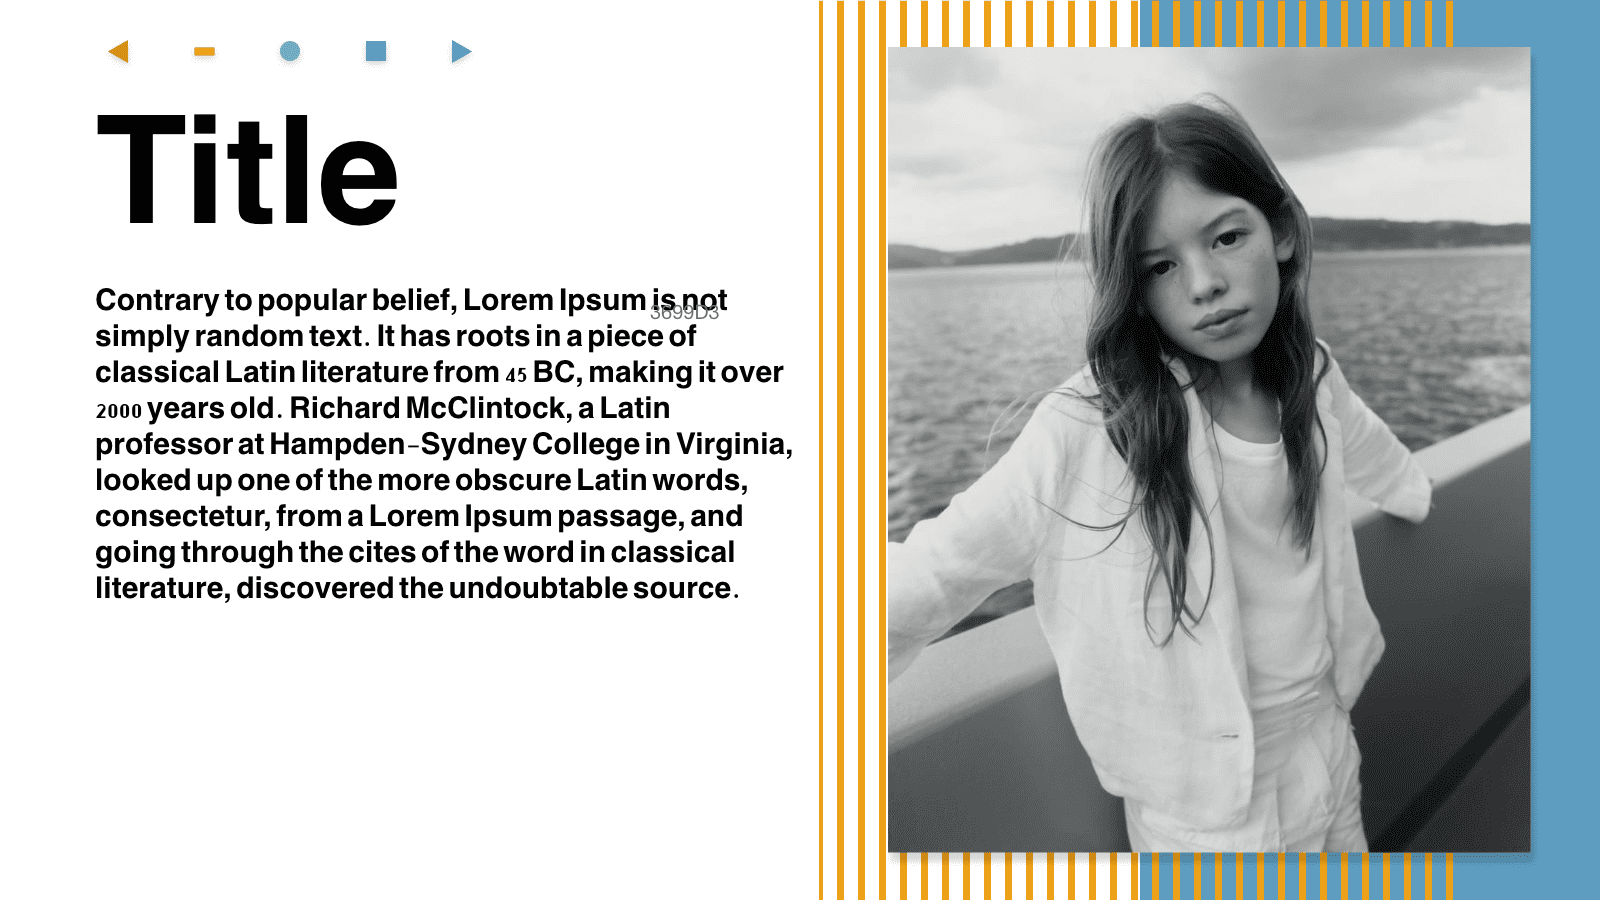 Title
Contrary to popular belief, Lorem Ipsum is not
3699D3
simply random text. It has roots in a piece of
classical Latin literature from 45 BC, making it over
2000 years old. Richard McClintock, a Latin
professor at Hampden-Sydney College in Virginia,
looked up one of the more obscure Latin words,
consectetur, from a Lorem Ipsum passage, and
going through the cites of the word in classical
literature, discovered the undoubtable source.